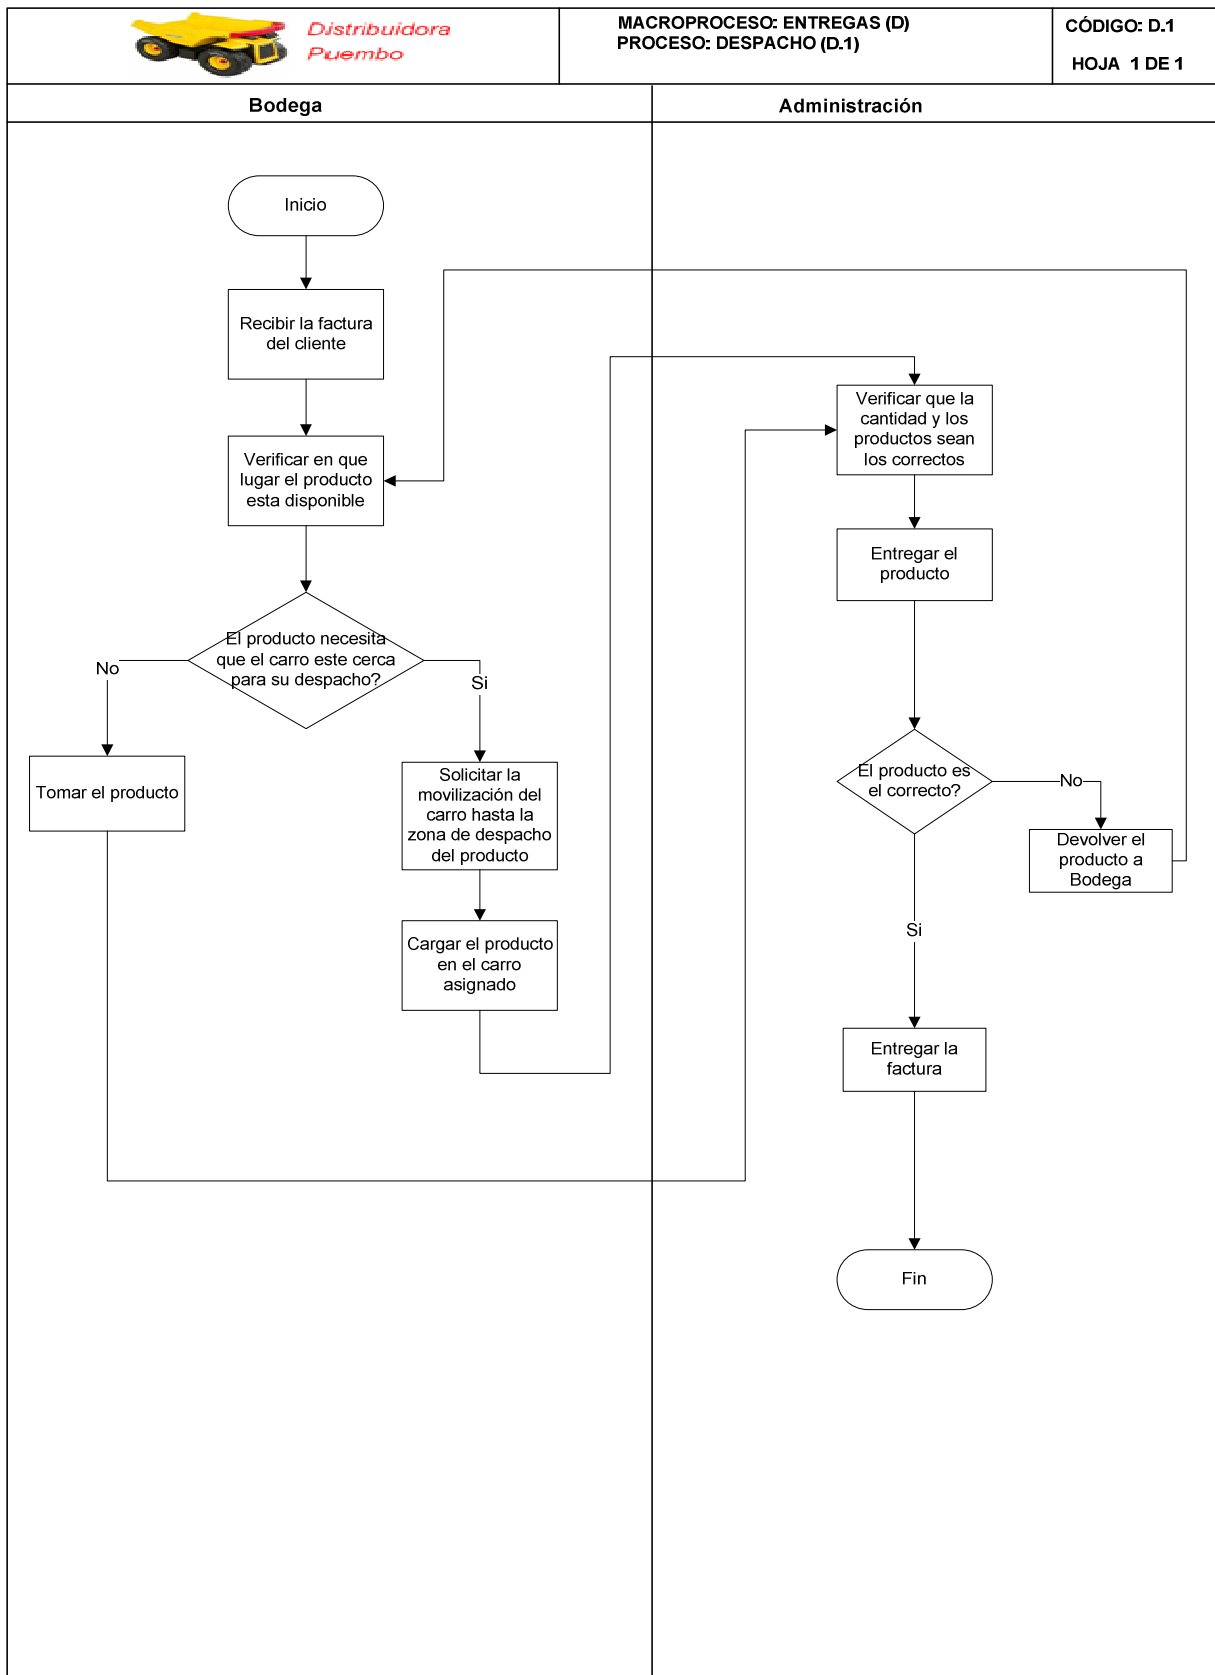 Distribuidora
Puembo
MACROPROCESO: ENTREGAS (D)
PROCESO: DESPACHO (D.1)
CÓDIGO: D.1
HOJA 1 DE 1
Bodega
Administración
Inicio
Recibir la factura
del cliente
Verificar en que
lugar el producto
esta disponible
El producto necesita
que el carro este cerca
para su despacho?
No
Si
Tomar el producto
Solicitar la
movilización del
carro hasta la
zona de despacho
del producto
Cargar el producto
en el carro
asignado
Verificar que la
cantidad y los
productos sean
los correctos
Entregar el
producto
El producto es
el correcto?
No
Devolver el
producto a
Bodega
Si
Entregar la
factura
Fin